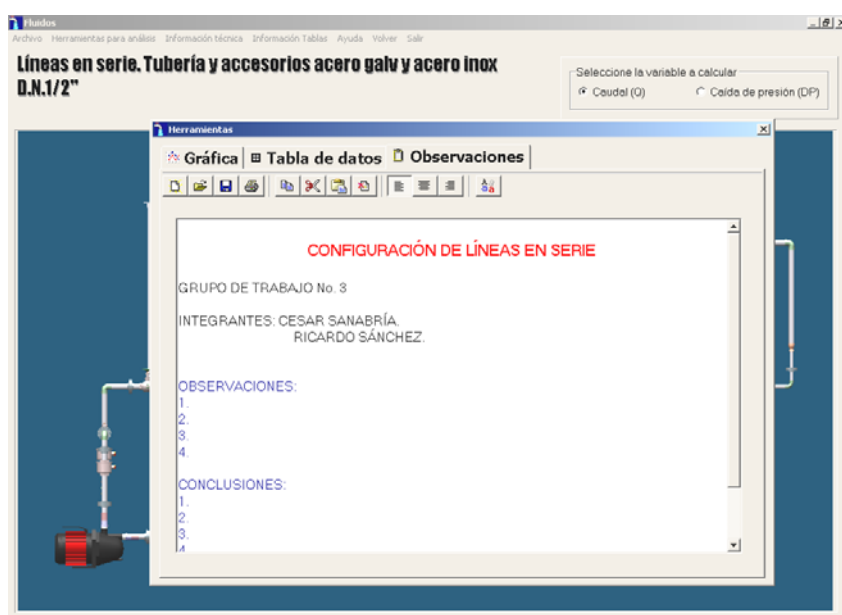 Fluidos
Archivo Herramientas para análisis Información técnica Información Tablas Ayuda Volver Salir
Líneas en serie. Tubería y accesorios acero galv y acero inox
D.N.1/2"
Seleccione la variable a calcular
Caudal (Q) Caída de presión (DP)
Herramientas
Gráfica Tabla de datos Observaciones
CONFIGURACIÓN DE LÍNEAS EN SERIE
GRUPO DE TRABAJO No. 3
INTEGRANTES: CESAR SANABRÍA.
RICARDO SÁNCHEZ.
OBSERVACIONES:
1.
2.
3.
4.
CONCLUSIONES:
1.
2.
3.
4